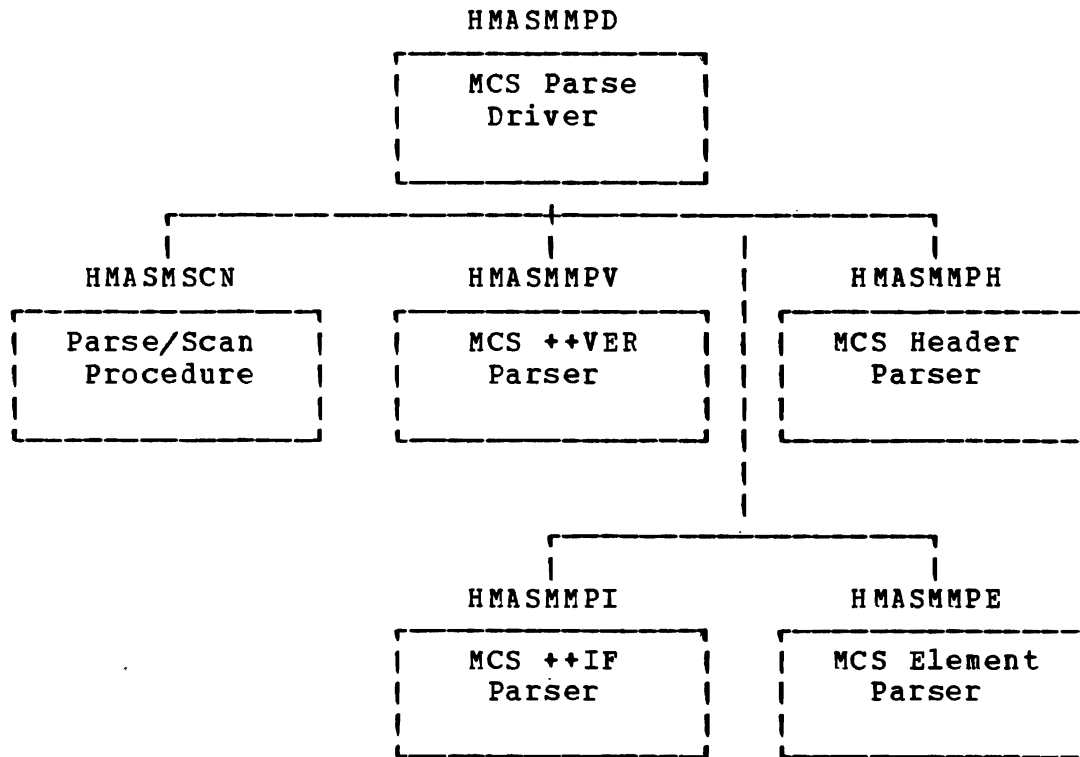 HMASMMPD
MCS Parse
Driver
HMASMSCN
HMASMMPV
HMASMMPH
Parse/Scan
Procedure
MCS ++VER
Parser
MCS Header
Parser
HMASMMPI
HMASMMPE
MCS ++IF
Parser
MCS Element
Parser